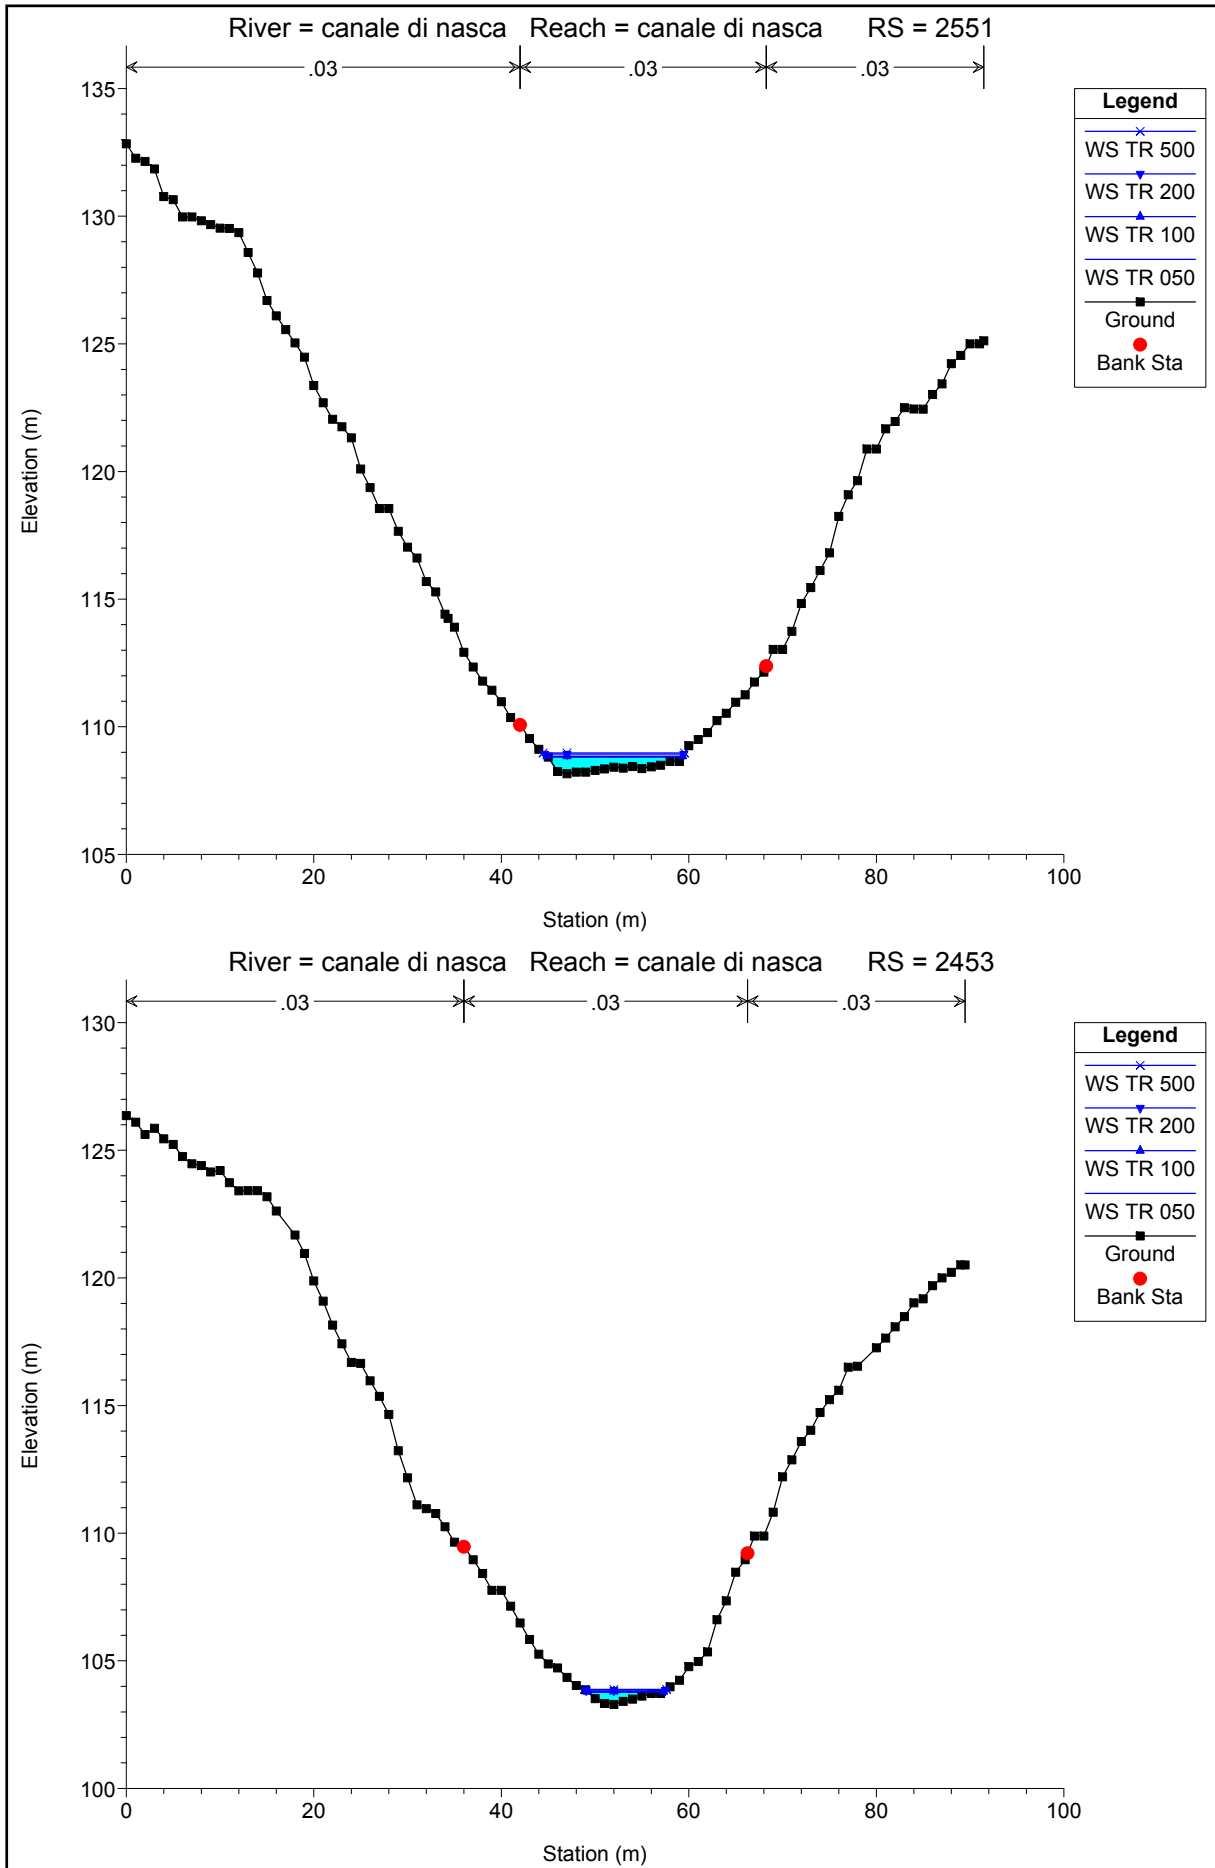 River = canale di nasca Reach = canale di nasca RS = 2551
.03 .03 .03
135
130
125
120
115
110
105
Elevation (m)
0 20 40 60 80 100
Station (m)
Legend
WS TR 500
WS TR 200
WS TR 100
WS TR 050
Ground
Bank Sta
River = canale di nasca Reach = canale di nasca RS = 2453
.03 .03 .03
130
125
120
115
110
105
100
Elevation (m)
0 20 40 60 80 100
Station (m)
Legend
WS TR 500
WS TR 200
WS TR 100
WS TR 050
Ground
Bank Sta